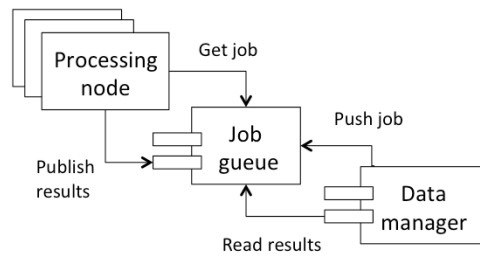 Processing
node
Get job
Job
gueue
Push job
Publish
results
Data
manager
Read results